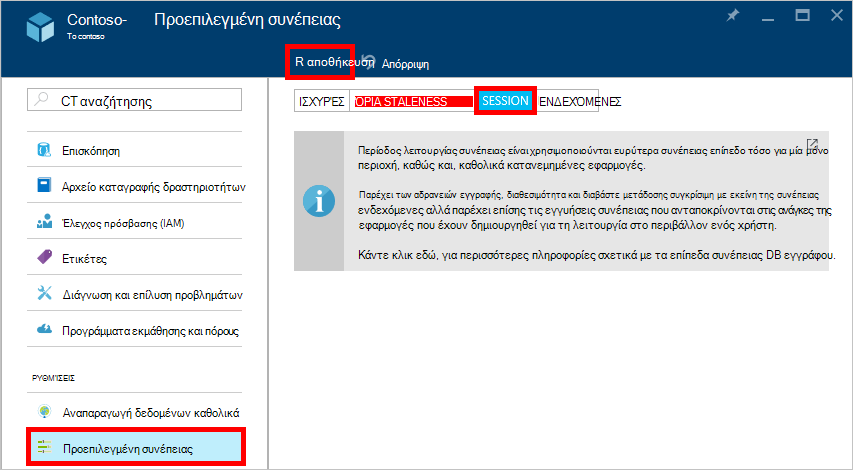 Contoso-
Προεπιλεγμένη συνέπειας
Το contoso
R αποθήκευση
Απόρριψη
CT αναζήτησης
ΙΣΧΥΡΈΣ
ΌΡΙΑ STALENESS
SESSION
ΕΝΔΕΧΌΜΕΝΕΣ
Επισκόπηση
Αρχείο καταγραφής δραστηριοτήτων
Έλεγχος πρόσβασης (IAM)
Ετικέτες
Διάγνωση και επίλυση προβλημάτων
Προγράμματα εκμάθησης και πόρους
ΡΥΘΜΊΣΕΙΣ
Αναπαραγωγή δεδομένων καθολικά
Προεπιλεγμένη συνέπειας
Περίοδος λειτουργίας συνέπειας είναι χρησιμοποιούνται ευρύτερα συνέπειας επίπεδο τόσο για μία μόνο
περιοχή, καθώς και, καθολικά κατανεμημένες εφαρμογές.
Παρέχει των αδρανειών εγγραφής, διαθεσιμότητα και διαβάστε μετάδοσης συγκρίσιμη με εκείνη της συνέπειας
ενδεχόμενες αλλά παρέχει επίσης τις εγγυήσεις συνέπειας που ανταποκρίνονται στις ανάγκες της
εφαρμογές που έχουν δημιουργηθεί για τη λειτουργία στο περιβάλλον ενός χρήστη.
Κάντε κλικ εδώ, για περισσότερες πληροφορίες σχετικά με τα επίπεδα συνέπειας DB εγγράφου.